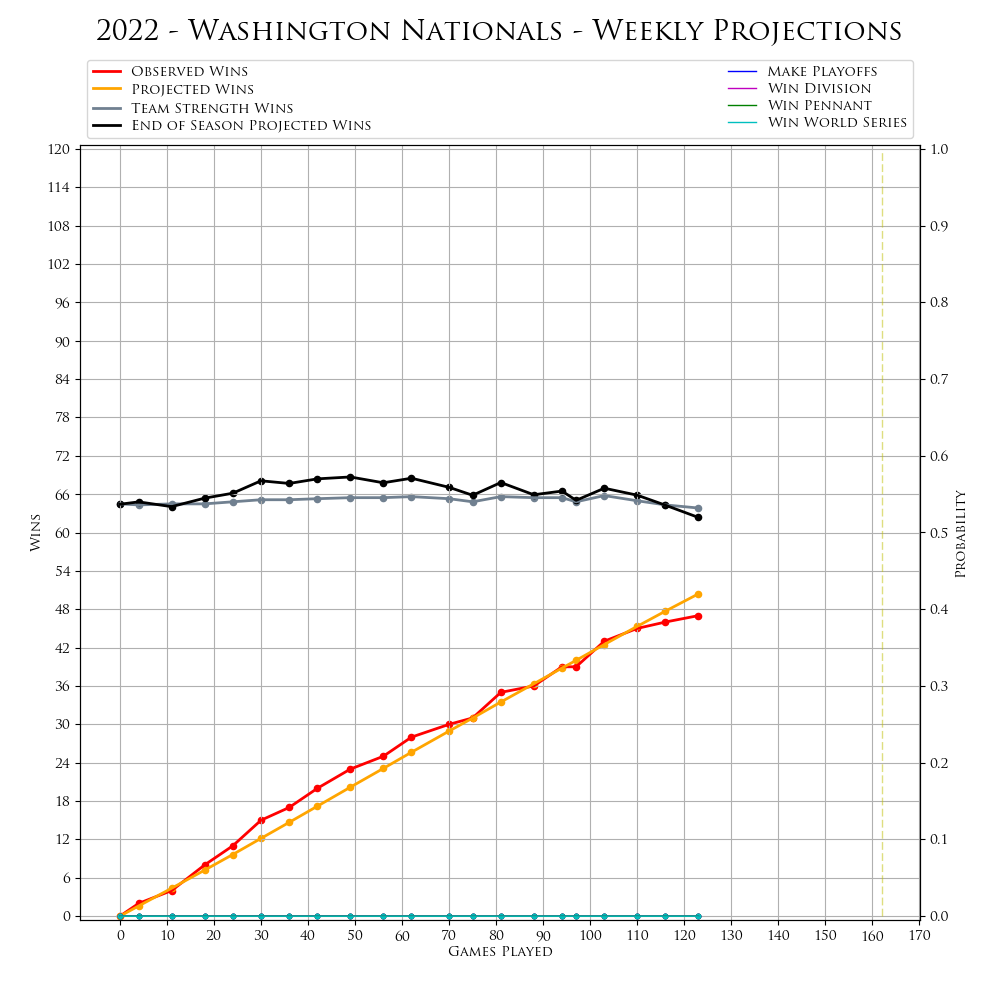 2022 - Washington Nationals - Weekly Projections
Observed Wins
Projected Wins
Team Strength Wins
End of Season Projected Wins
Make Playoffs
Win Division
Win Pennant
Win World Series
120
114
108
102
96
90
84
78
72
66
60
54
48
42
36
30
24
18
12
6
0
Wins
1.0
0.9
0.8
0.7
0.6
0.5
0.4
0.3
0.2
0.1
0.0
Probability
0 10 20 30 40 50 60 70 80 90 100 110 120 130 140 150 160 170
Games Played